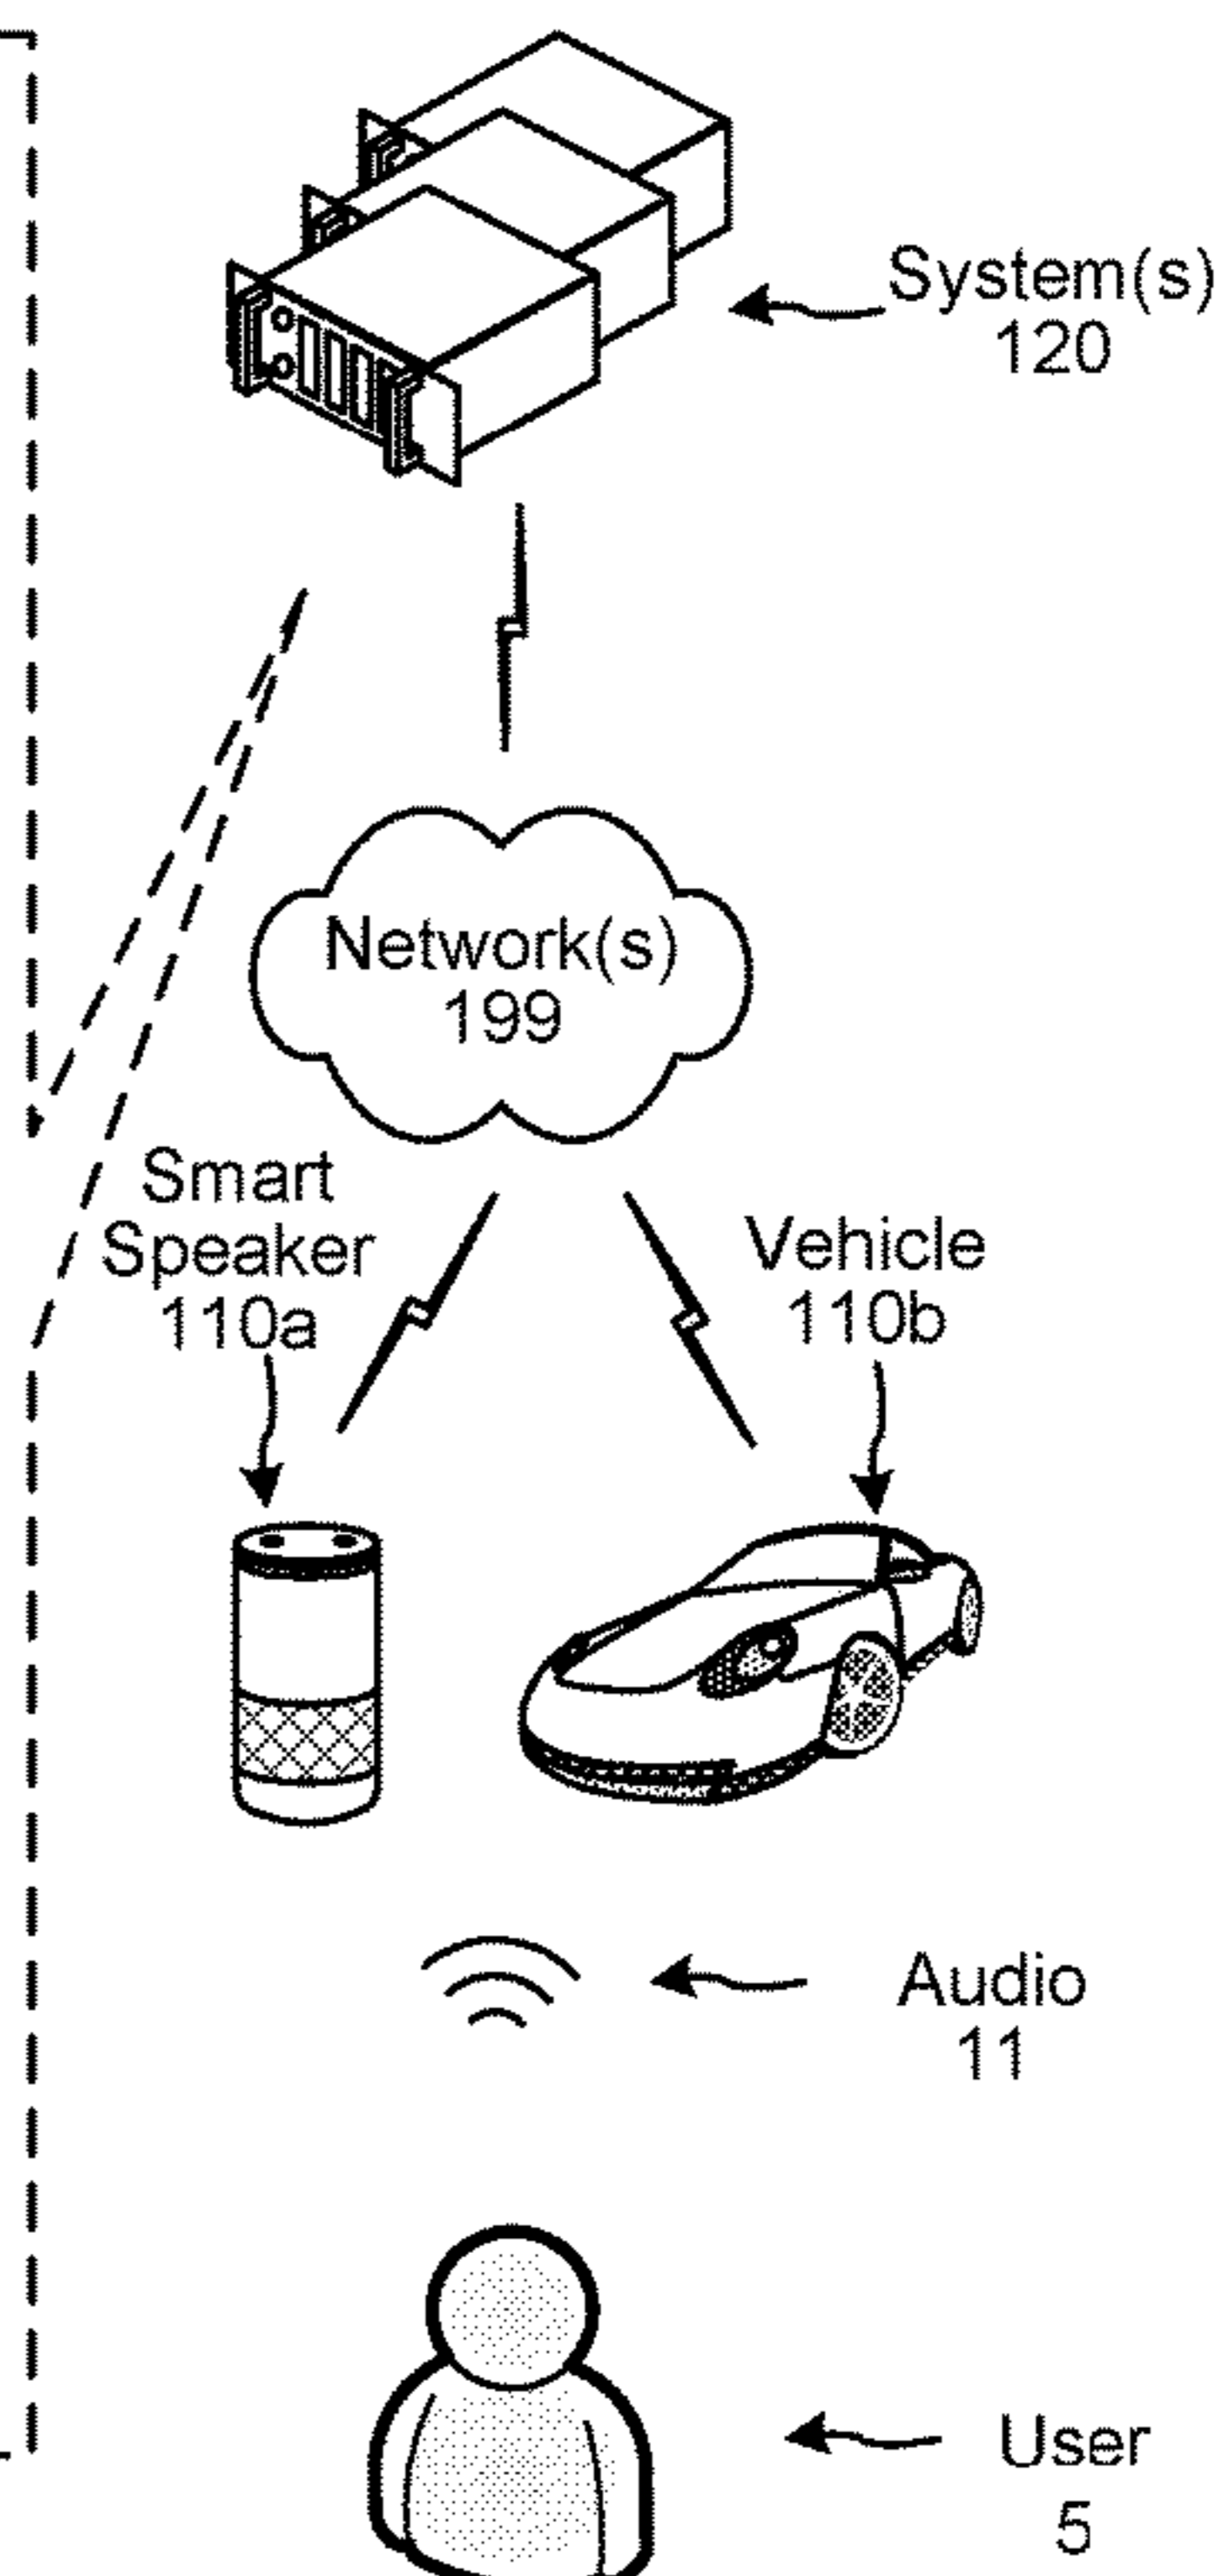 System(s)
120
Network(s)
199
Smart
Speaker
110a
Vehicle
110b
Audio
11
User
5